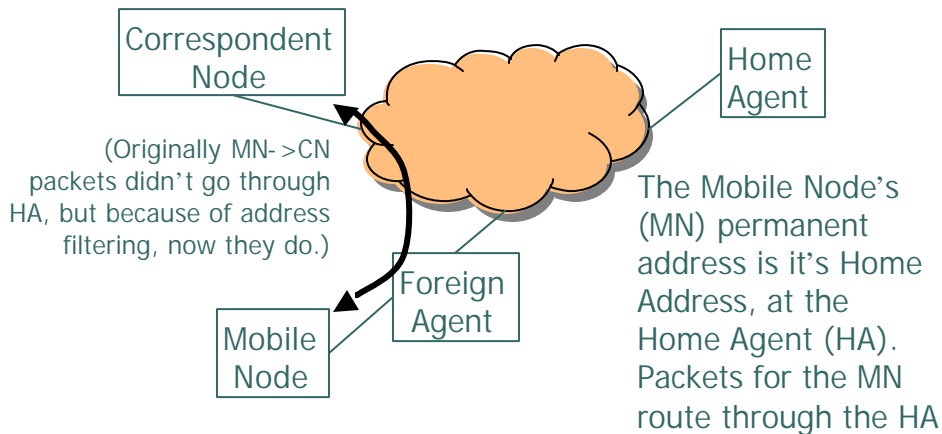 Correspondent
Node
Home
Agent
(Originally MN->CN
packets didn’t go through
HA, but because of address
filtering, now they do.)
The Mobile Node’s
(MN) permanent
address is it’s Home
Address, at the
Home Agent (HA).
Packets for the MN
route through the HA
Foreign
Agent
Mobile
Node